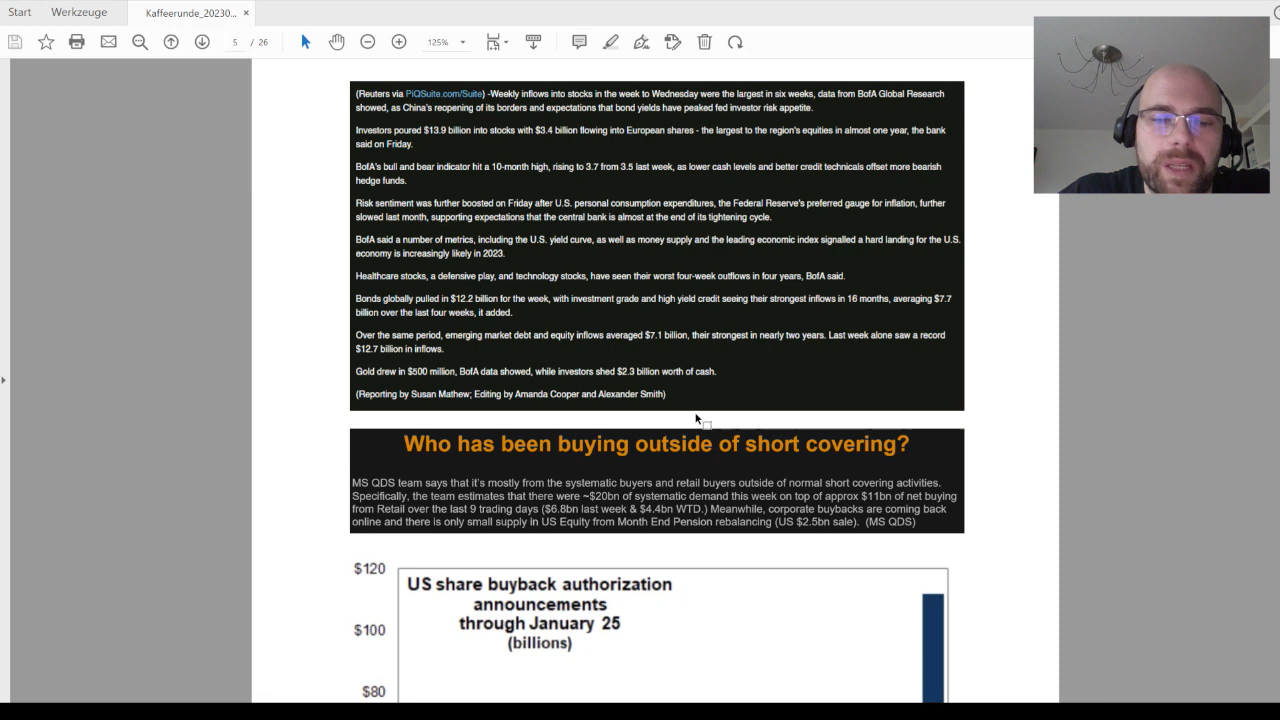 Start Werkzeuge Kaffeerunde_20230... ×
5 / 26 125%
(Reuters via PiQSuite.com/Suite) -Weekly inflows into stocks in the week to Wednesday were the largest in six weeks, data from BofA Global Research
showed, as China's reopening of its borders and expectations that bond yields have peaked fed investor risk appetite.
Investors poured $13.9 billion into stocks with $3.4 billion flowing into European shares - the largest to the region's equities in almost one year, the bank
said on Friday.
BofA's bull and bear indicator hit a 10-month high, rising to 3.7 from 3.5 last week, as lower cash levels and better credit technicals offset more bearish
hedge funds.
Risk sentiment was further boosted on Friday after U.S. personal consumption expenditures, the Federal Reserve's preferred gauge for inflation, further
slowed last month, supporting expectations that the central bank is almost at the end of its tightening cycle.
BofA said a number of metrics, including the U.S. yield curve, as well as money supply and the leading economic index signalled a hard landing for the U.S.
economy is increasingly likely in 2023.
Healthcare stocks, a defensive play, and technology stocks, have seen their worst four-week outflows in four years, BofA said.
Bonds globally pulled in $12.2 billion for the week, with investment grade and high yield credit seeing their strongest inflows in 16 months, averaging $7.7
billion over the last four weeks, it added.
Over the same period, emerging market debt and equity inflows averaged $7.1 billion, their strongest in nearly two years. Last week alone saw a record
$12.7 billion in inflows.
Gold drew in $500 million, BofA data showed, while investors shed $2.3 billion worth of cash.
(Reporting by Susan Mathew; Editing by Amanda Cooper and Alexander Smith)
Who has been buying outside of short covering?
MS QDS team says that it's mostly from the systematic buyers and retail buyers outside of normal short covering activities.
Specifically, the team estimates that there were ~$20bn of systematic demand this week on top of approx $11bn of net buying
from Retail over the last 9 trading days ($6.8bn last week & $4.4bn WTD.) Meanwhile, corporate buybacks are coming back
online and there is only small supply in US Equity from Month End Pension rebalancing (US $2.5bn sale). (MS QDS)
$120
US share buyback authorization
announcements
through January 25
(billions)
$100
$80